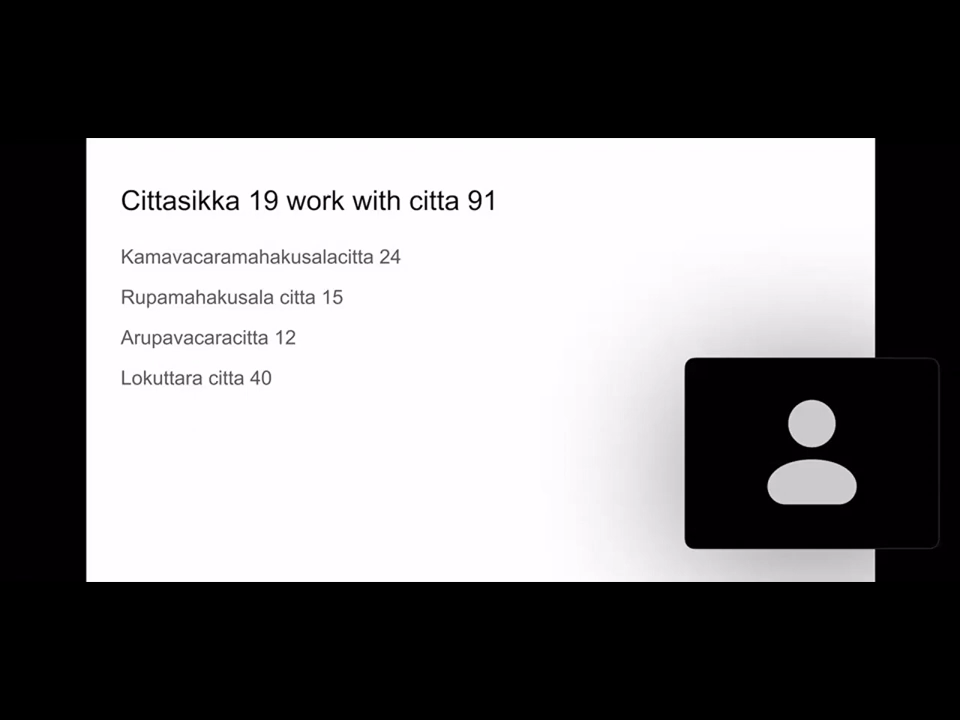 Cittasikka 19 work with citta 91
Kamavacaramahakusalacitta 24
Rupamahakusala citta 15
Arupavacaracitta 12
Lokuttara citta 40